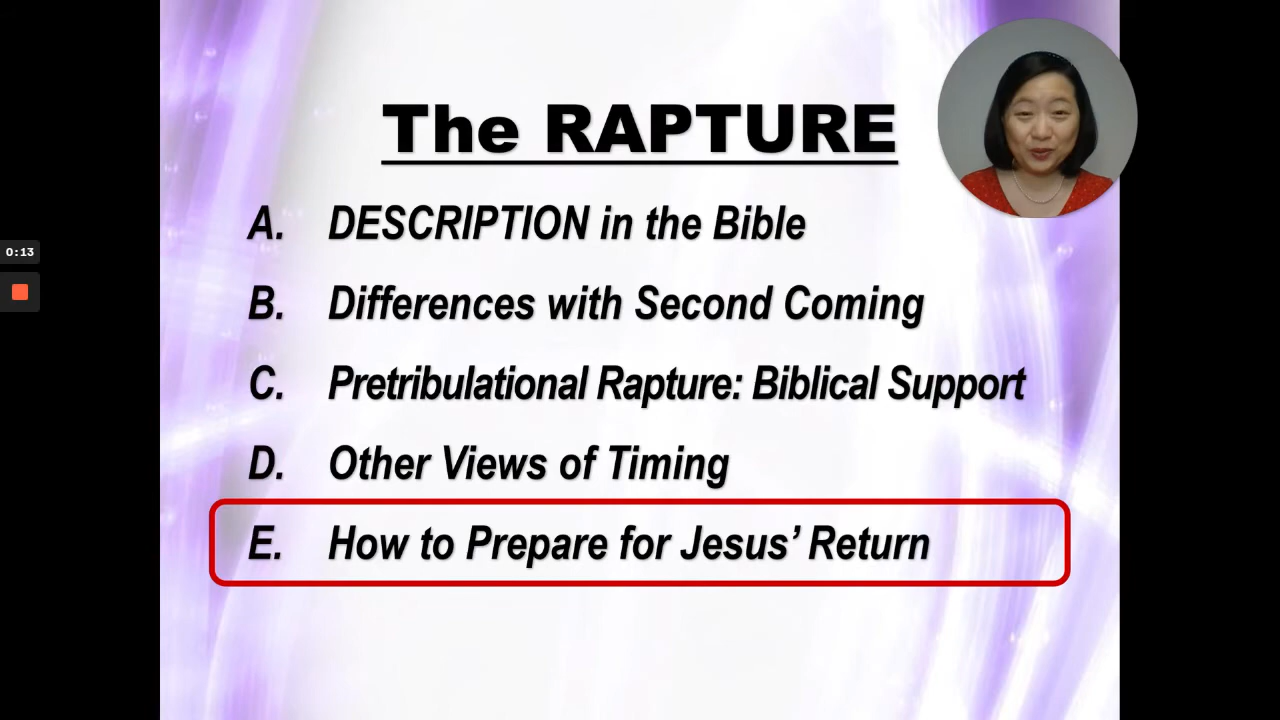 The RAPTURE
A. DESCRIPTION in the Bible
B. Differences with Second Coming
C. Pretribulational Rapture: Biblical Support
D. Other Views of Timing
E. How to Prepare for Jesus’ Return
0:13